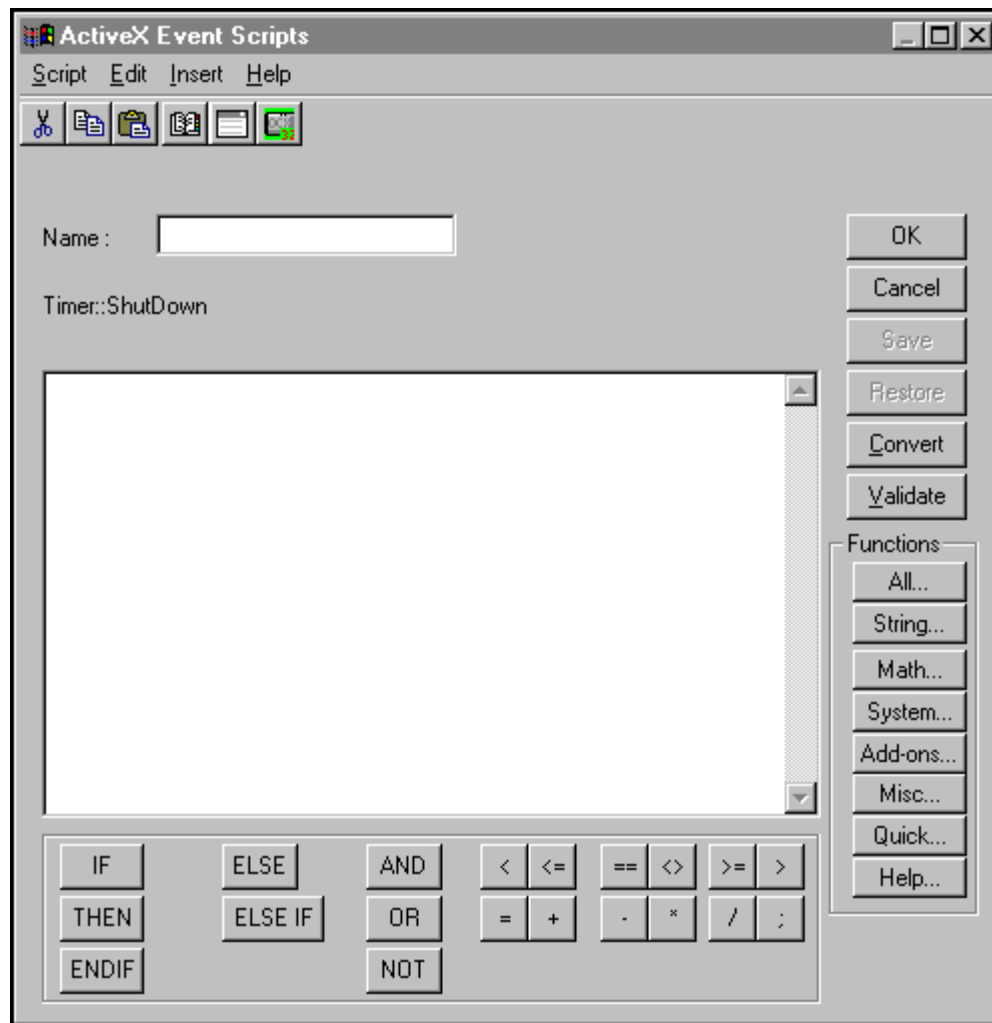 ActiveX Event Scripts
Script Edit Insert Help
Name :
OK
Cancel
Timer::ShutDown
Save
Restore
Convert
Validate
Functions
All...
String...
Math...
System...
Add-ons...
Misc...
Quick...
Help...
IF ELSE AND < <= == <> >= >
THEN ELSE IF OR = + - * / ;
ENDIF NOT